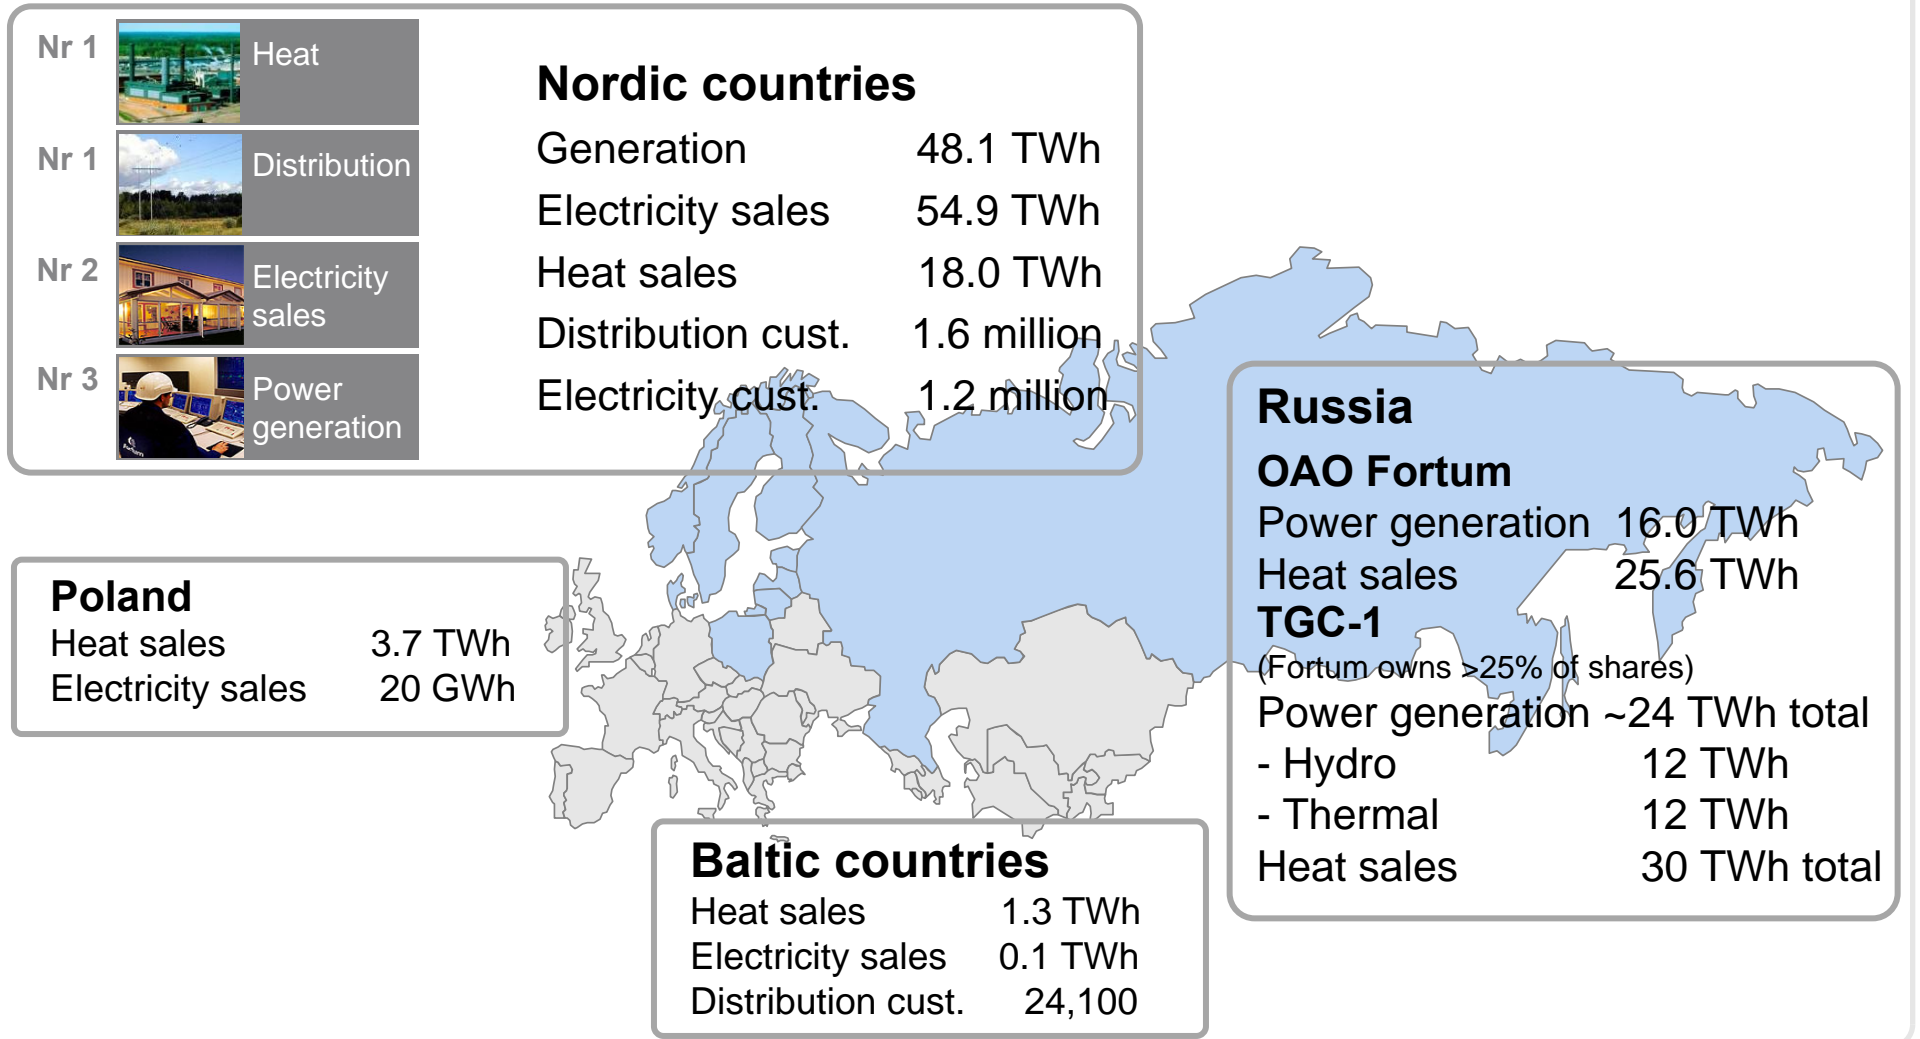 Nr 1
Heat
Nr 1
Distribution
Nr 2
Electricity
sales
Nr 3
Power
generation
Nordic countries
Generation 48.1 TWh
Electricity sales 54.9 TWh
Heat sales 18.0 TWh
Distribution cust. 1.6 million
Electricity cust. 1.2 million
Russia
OAO Fortum
Power generation 16.0 TWh
Heat sales 25.6 TWh
TGC-1
(Fortum owns >25% of shares)
Power generation ~24 TWh total
- Hydro 12 TWh
- Thermal 12 TWh
Heat sales 30 TWh total
Poland
Heat sales 3.7 TWh
Electricity sales 20 GWh
Baltic countries
Heat sales 1.3 TWh
Electricity sales 0.1 TWh
Distribution cust. 24,100